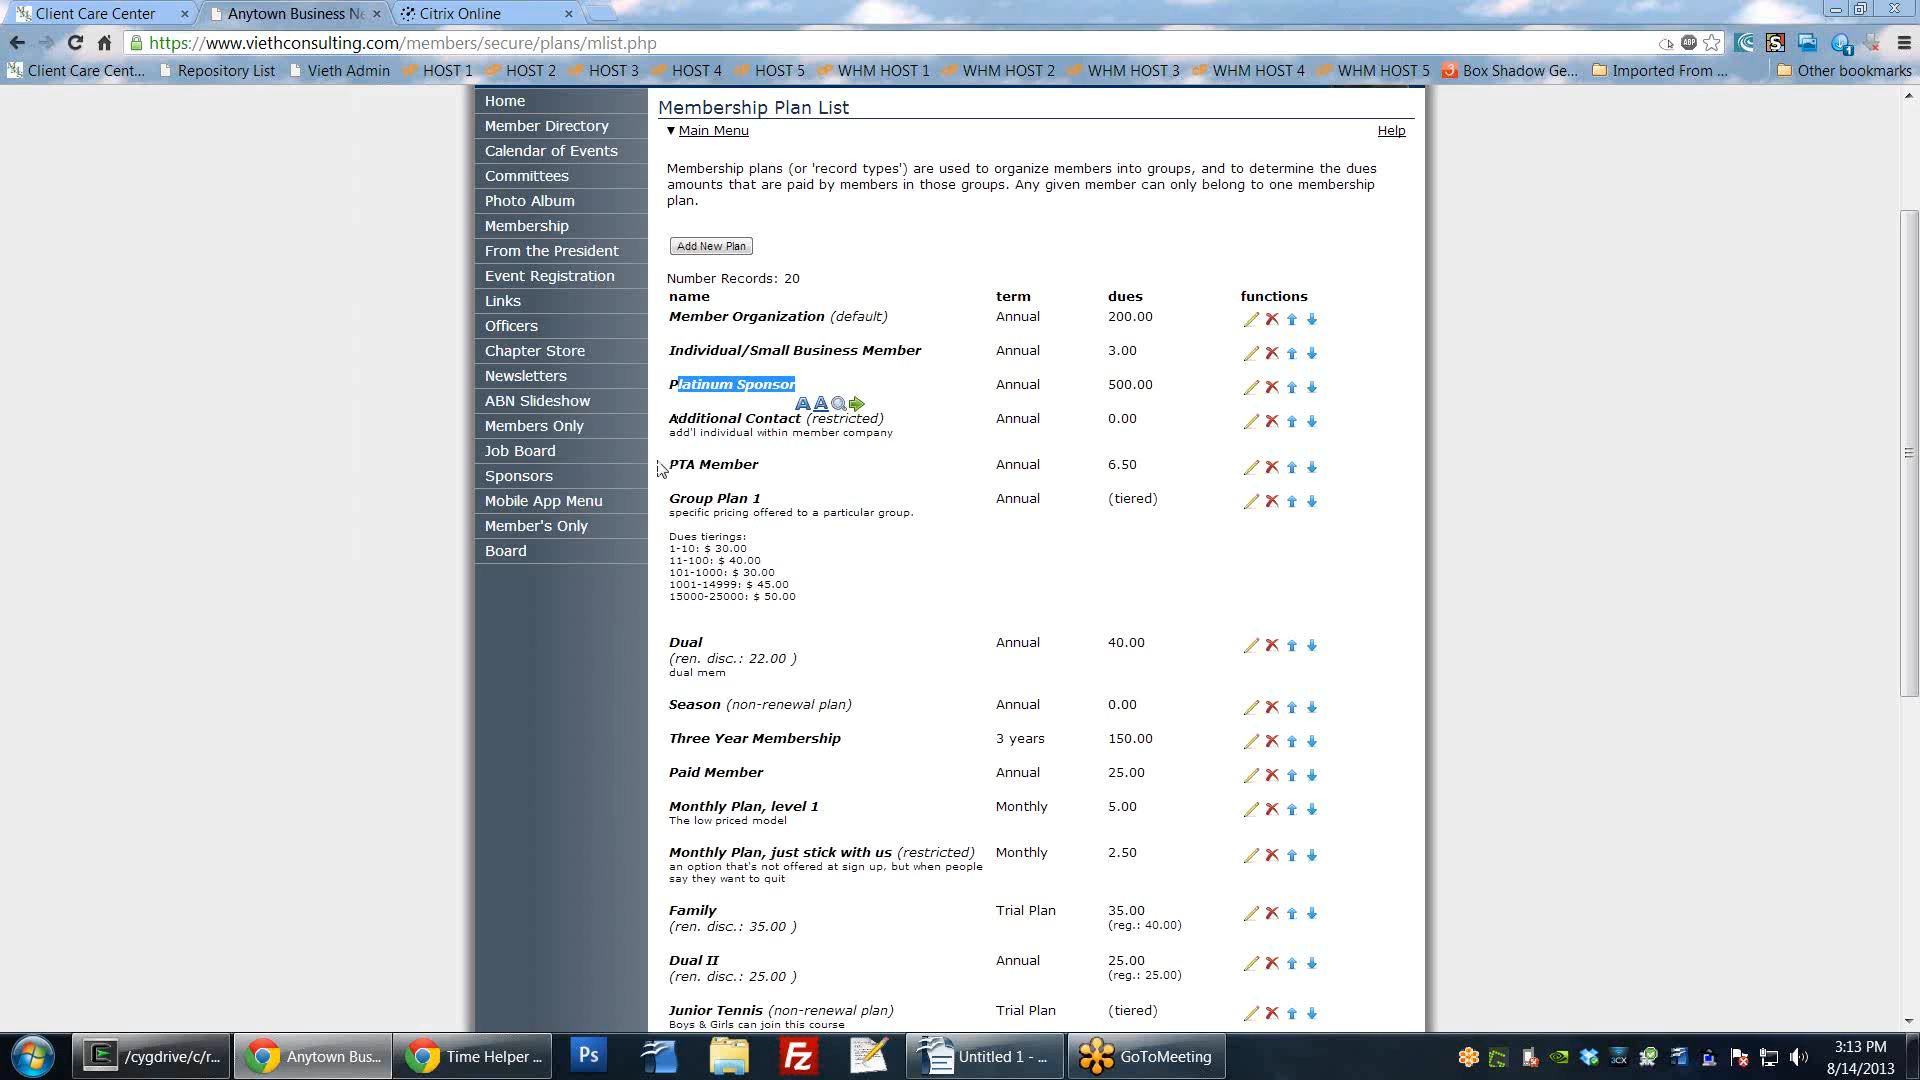 Client Care Center
Anytown Business Ne
Citrix Online
https://www.viethconsulting.com/members/secure/plans/mlist.php
ABP
S
1
Client Care Cent...
Repository List
Vieth Admin
HOST 1
HOST 2
HOST 3
HOST 4
HOST 5
WHM HOST 1
WHM HOST 2
WHM HOST 3
WHM HOST 4
WHM HOST 5
3
Box Shadow Ge...
Imported From ...
Other bookmarks
Home
Member Directory
Calendar of Events
Committees
Photo Album
Membership
From the President
Event Registration
Links
Officers
Chapter Store
Newsletters
ABN Slideshow
Members Only
Job Board
Sponsors
Mobile App Menu
Member's Only
Board
Membership Plan List
▼ Main Menu
Help
Membership plans (or 'record types') are used to organize members into groups, and to determine the dues
amounts that are paid by members in those groups. Any given member can only belong to one membership
plan.
Add New Plan
Number Records: 20
name term dues functions
Member Organization (default) Annual 200.00
Individual/Small Business Member Annual 3.00
Platinum Sponsor Annual 500.00
Additional Contact (restricted) Annual 0.00
add'l individual within member company
PTA Member Annual 6.50
Group Plan 1 Annual (tiered)
specific pricing offered to a particular group.
Dues tierings:
1-10: $ 30.00
11-100: $ 40.00
101-1000: $ 30.00
1001-14999: $ 45.00
15000-25000: $ 50.00
Dual Annual 40.00
(ren. disc.: 22.00 )
dual mem
Season (non-renewal plan) Annual 0.00
Three Year Membership 3 years 150.00
Paid Member Annual 25.00
Monthly Plan, level 1 Monthly 5.00
The low priced model
Monthly Plan, just stick with us (restricted) Monthly 2.50
an option that's not offered at sign up, but when people
say they want to quit
Family Trial Plan 35.00
(ren. disc.: 35.00 ) (reg.: 40.00)
Dual II Annual 25.00
(ren. disc.: 25.00 ) (reg.: 25.00)
Junior Tennis (non-renewal plan) Trial Plan (tiered)
Boys & Girls can join this course
/cygdrive/c/r...
Anytown Bus...
Time Helper ...
Ps
Fz
Untitled 1 - ...
GoToMeeting
3CX
3:13 PM
8/14/2013